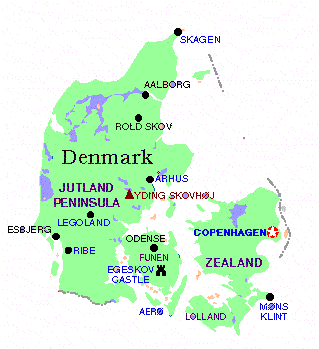 SKAGEN
AALBORG
ROLD SKOV
Denmark
ARHUS
JUTLAND
PENINSULA
YDING SKOVHØJ
LEGOLAND
ESBJERG
RIBE
ODENSE
FUNEN
EGESKOV
CASTLE
COPENHAGEN
ZEALAND
AERØ
LOLLAND
MØNS
KLINT